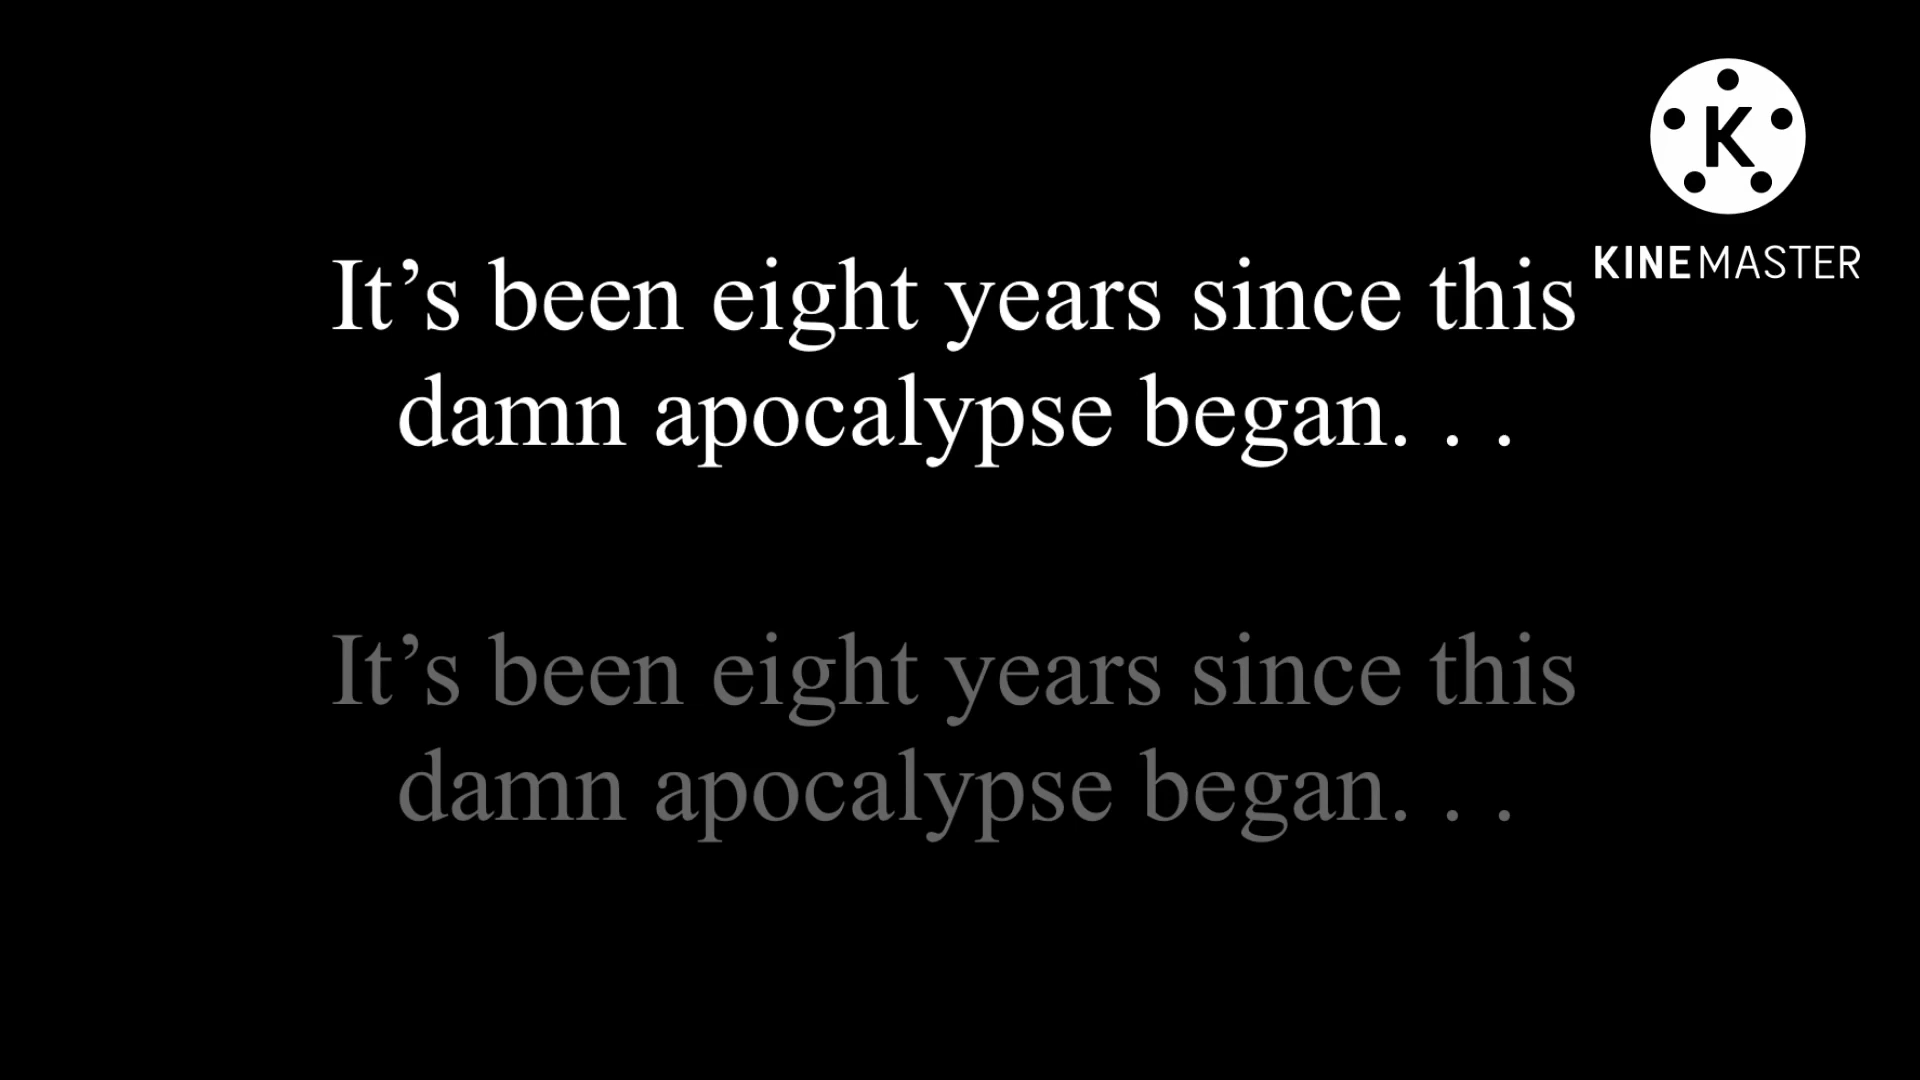 K
KINEMASTER
It’s been eight years since this
damn apocalypse began. . .
It’s been eight years since this
damn apocalypse began. . .